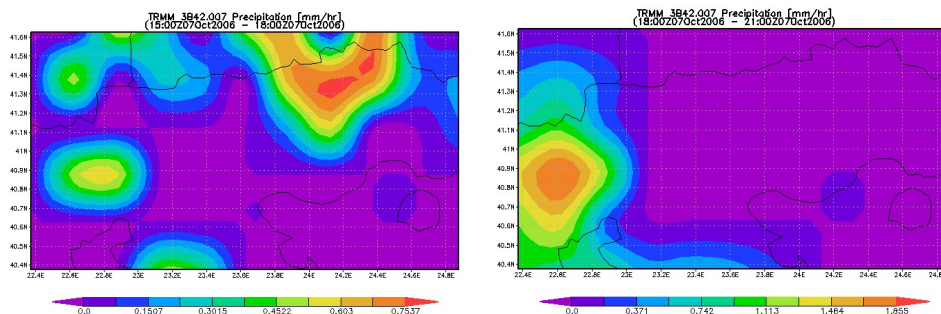 TRMM_3B42.007 Precipitation [mm/hr]
(15:00Z07Oct2006 - 18:00Z07Oct2006)
41.6N
41.4N
41.3N
41.2N
41.1N
41N
40.9N
40.8N
40.7N
40.6N
40.5N
40.4N
22.4E 22.6E 22.8E 23E 23.2E 23.4E 23.6E 23.8E 24E 24.2E 24.4E 24.6E 24.8E
0.0 0.1507 0.3015 0.4522 0.603 0.7537
TRMM_3B42.007 Precipitation [mm/hr]
(18:00Z07Oct2006 - 21:00Z07Oct2006)
41.6N
41.4N
41.3N
41.2N
41.1N
41N
40.9N
40.8N
40.7N
40.6N
40.5N
40.4N
22.4E 22.6E 22.8E 23E 23.2E 23.4E 23.6E 23.8E 24E 24.2E 24.4E 24.6E 24.8E
0.0 0.371 0.742 1.113 1.484 1.855